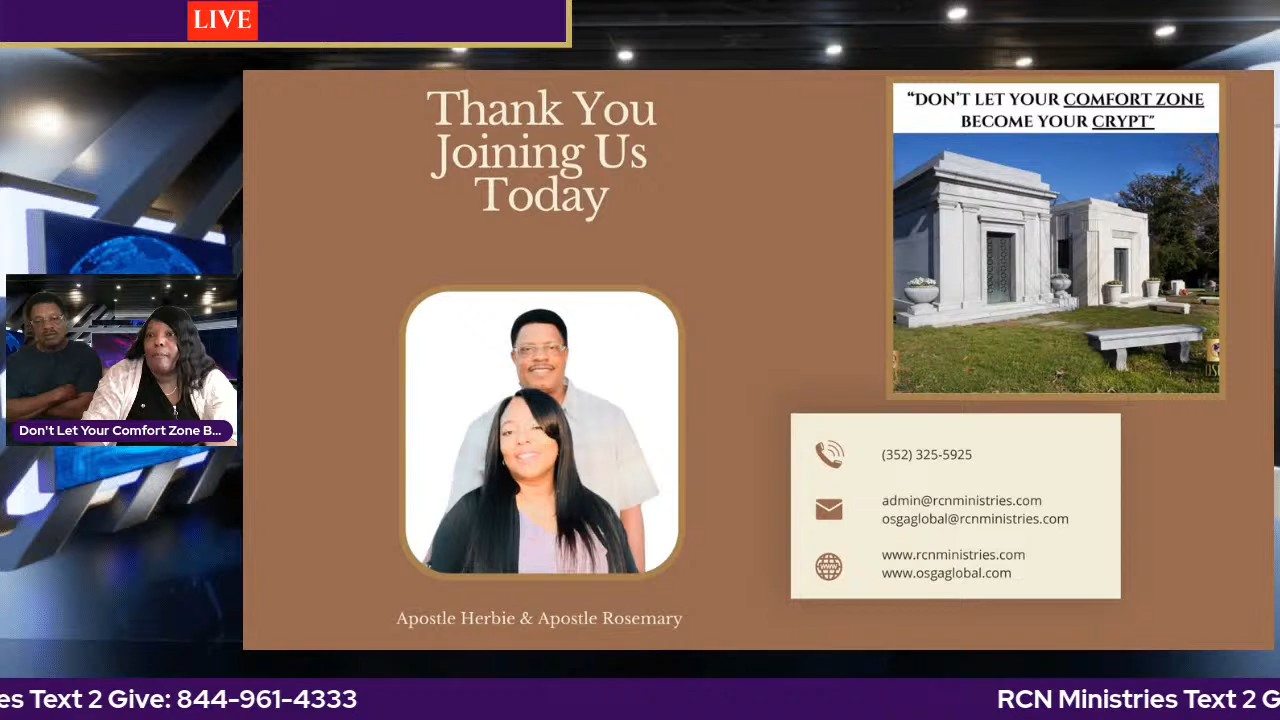 LIVE
Thank You
Joining Us
Today
“DON'T LET YOUR COMFORT ZONE
BECOME YOUR CRYPT”
Don't Let Your Comfort Zone B...
(352) 325-5925
admin@rcnministries.com
osgaglobal@rcnministries.com
WWW
www.rcnministries.com
www.osgaglobal.com
Apostle Herbie & Apostle Rosemary
es Text 2 Give: 844-961-4333
RCN Ministries Text 2 G